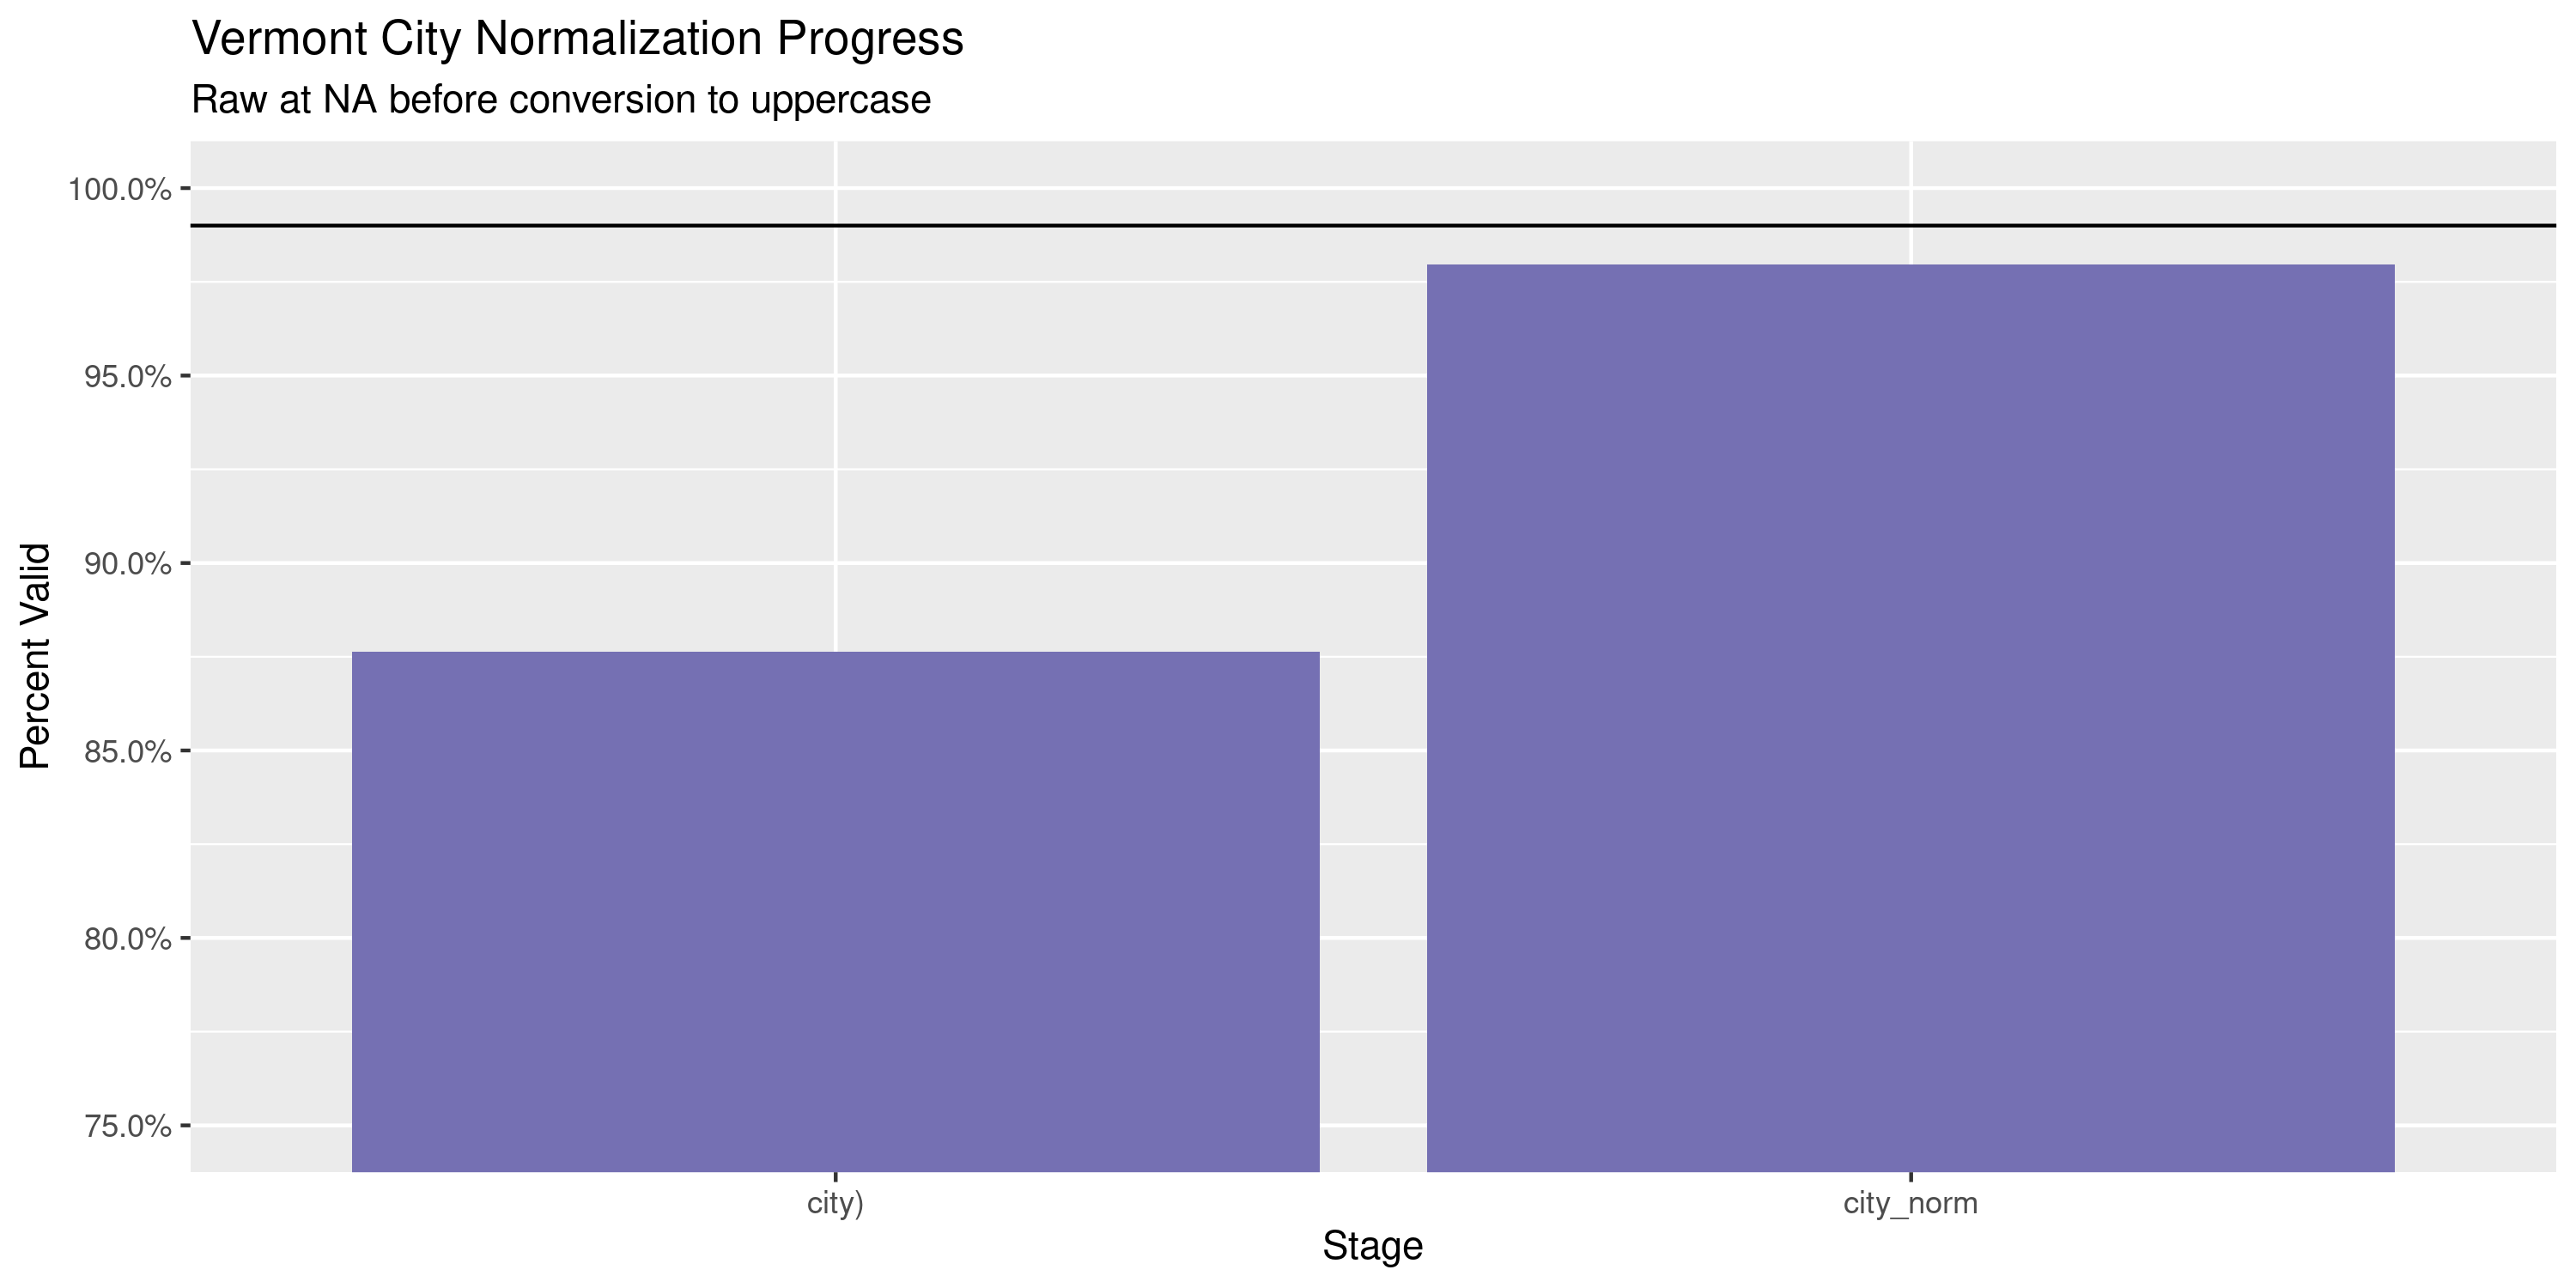 Vermont City Normalization Progress
Raw at NA before conversion to uppercase
Percent Valid
100.0%
95.0%
90.0%
85.0%
80.0%
75.0%
city)
city_norm
Stage